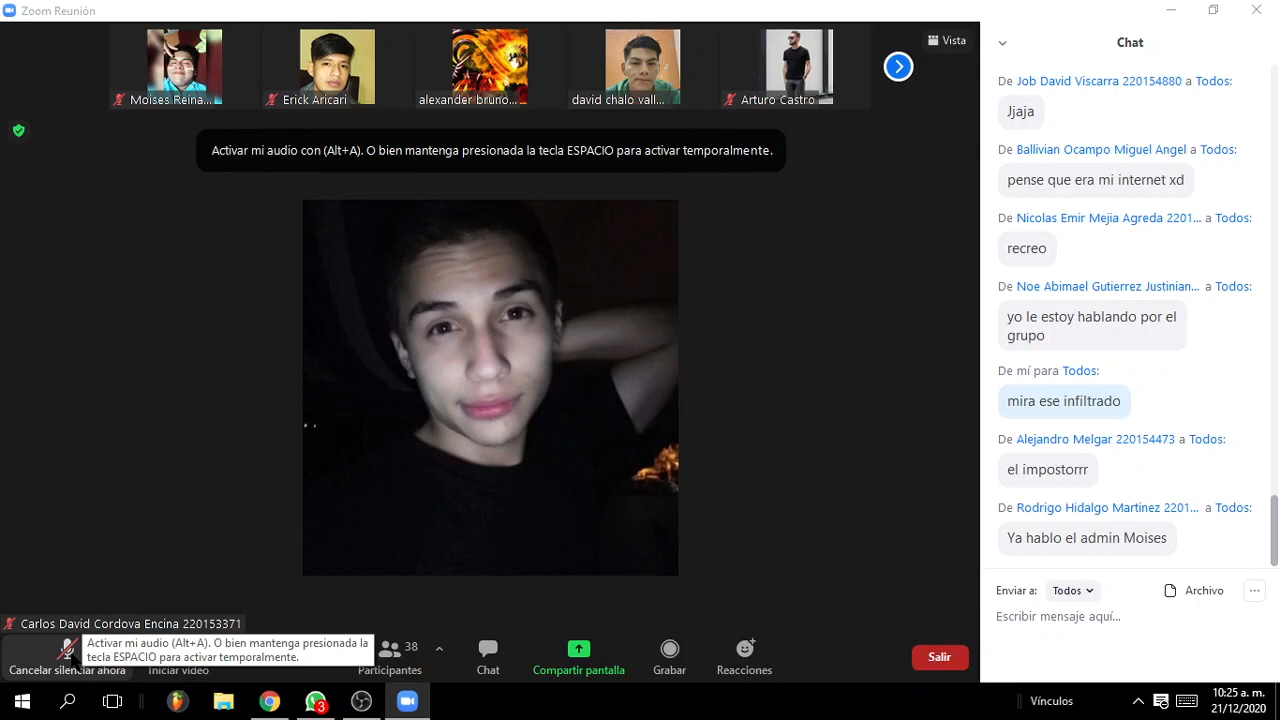 Zoom Reunión
Moises Reina...
Erick Aricari
alexander bruno...
david chalo vall...
Arturo Castro
Vista
Activar mi audio con (Alt+A). O bien mantenga presionada la tecla ESPACIO para activar temporalmente.
Carlos David Cordova Encina 220153371
Activar mi audio (Alt+A). O bien mantenga presionada la
tecla ESPACIO para activar temporalmente.
Cancelar silenciar ahora
Iniciar video
38
Participantes
Chat
Compartir pantalla
Grabar
Reacciones
Salir
Chat
De Job David Viscarra 220154880 a Todos:
Jjaja
De Ballivian Ocampo Miguel Angel a Todos:
pense que era mi internet xd
De Nicolas Emir Mejia Agreda 2201... a Todos:
recreo
De Noe Abimael Gutierrez Justinian... a Todos:
yo le estoy hablando por el
grupo
De mí para Todos:
mira ese infiltrado
De Alejandro Melgar 220154473 a Todos:
el impostorrr
De Rodrigo Hidalgo Martinez 2201... a Todos:
Ya hablo el admin Moises
Enviar a: Todos
Archivo
...
Escribir mensaje aquí...
3
Vínculos
10:25 a. m.
21/12/2020